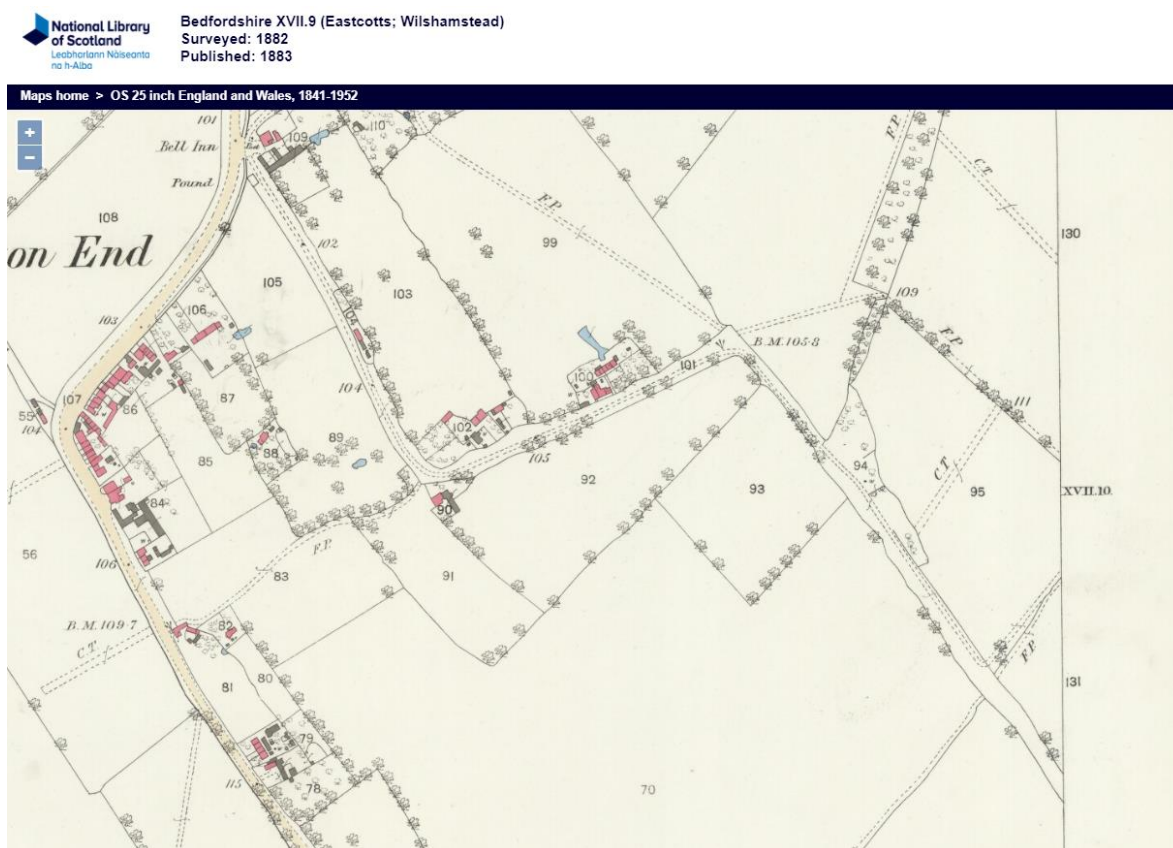 National Library
of Scotland
Leabharlann Nàiseanta
na h-Alba
Bedfordshire XVII.9 (Eastcotts; Wilshamstead)
Surveyed: 1882
Published: 1883
Maps home > OS 25 inch England and Wales, 1841-1952
+
−
101
Bell Inn
Pound
109
110
F.P.
C.T.
108
on End
102
F.P.
99
130
105
103
106
103
104
109
B.M.105·8
F.P.
107
86
55
104
87
104
100
101
111
102
88
89
85
105
94
C.T.
92
93
95
XVII.10.
84
90
56
106
F.P.
91
83
B.M.109·7
82
C.T.
80
81
F.P.
131
79
115
78
70